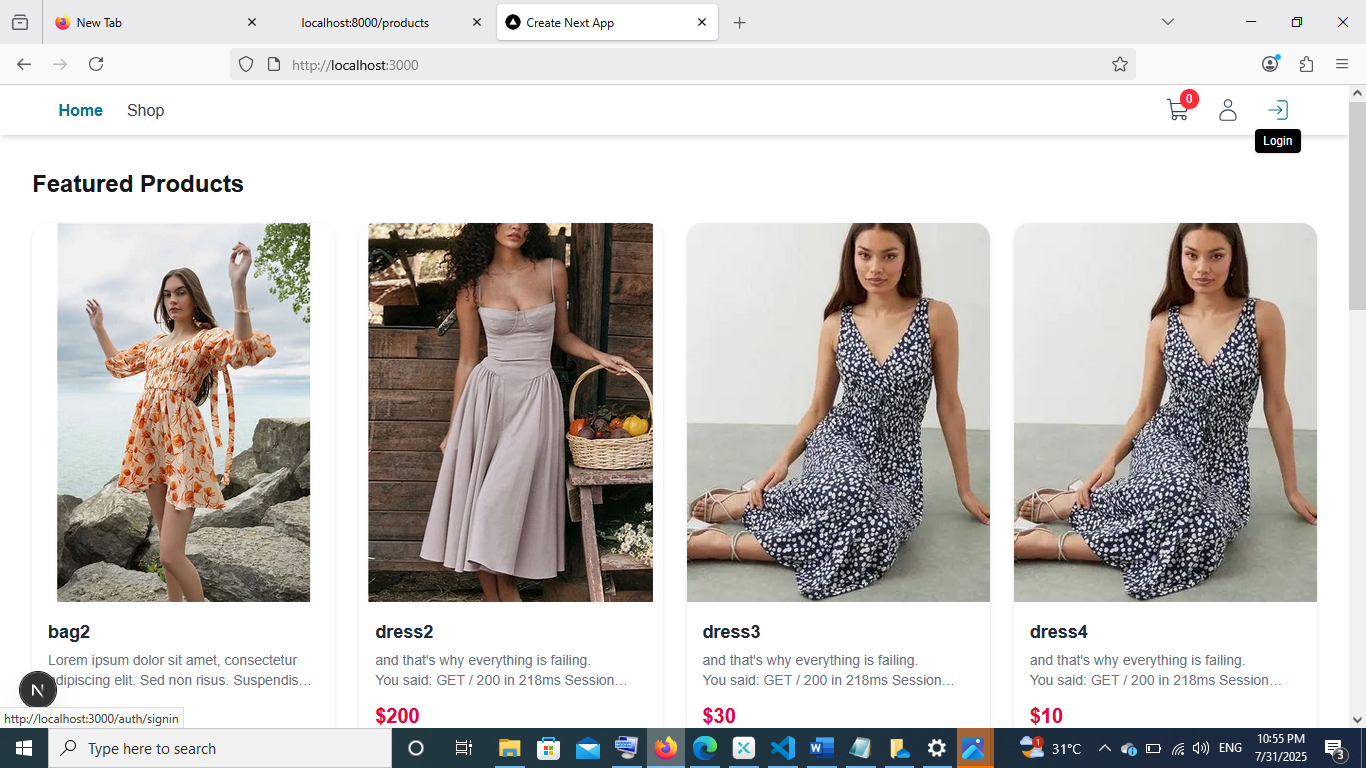 New Tab
localhost:8000/products
Create Next App
http://localhost:3000
Home
Shop
0
Login
Featured Products
bag2
Lorem ipsum dolor sit amet, consectetur
adipiscing elit. Sed non risus. Suspendis…
dress2
and that's why everything is failing.
You said: GET / 200 in 218ms Session…
$200
dress3
and that's why everything is failing.
You said: GET / 200 in 218ms Session…
$30
dress4
and that's why everything is failing.
You said: GET / 200 in 218ms Session…
$10
N
http://localhost:3000/auth/signin
Type here to search
1
31°C
ENG
10:55 PM
7/31/2025
3